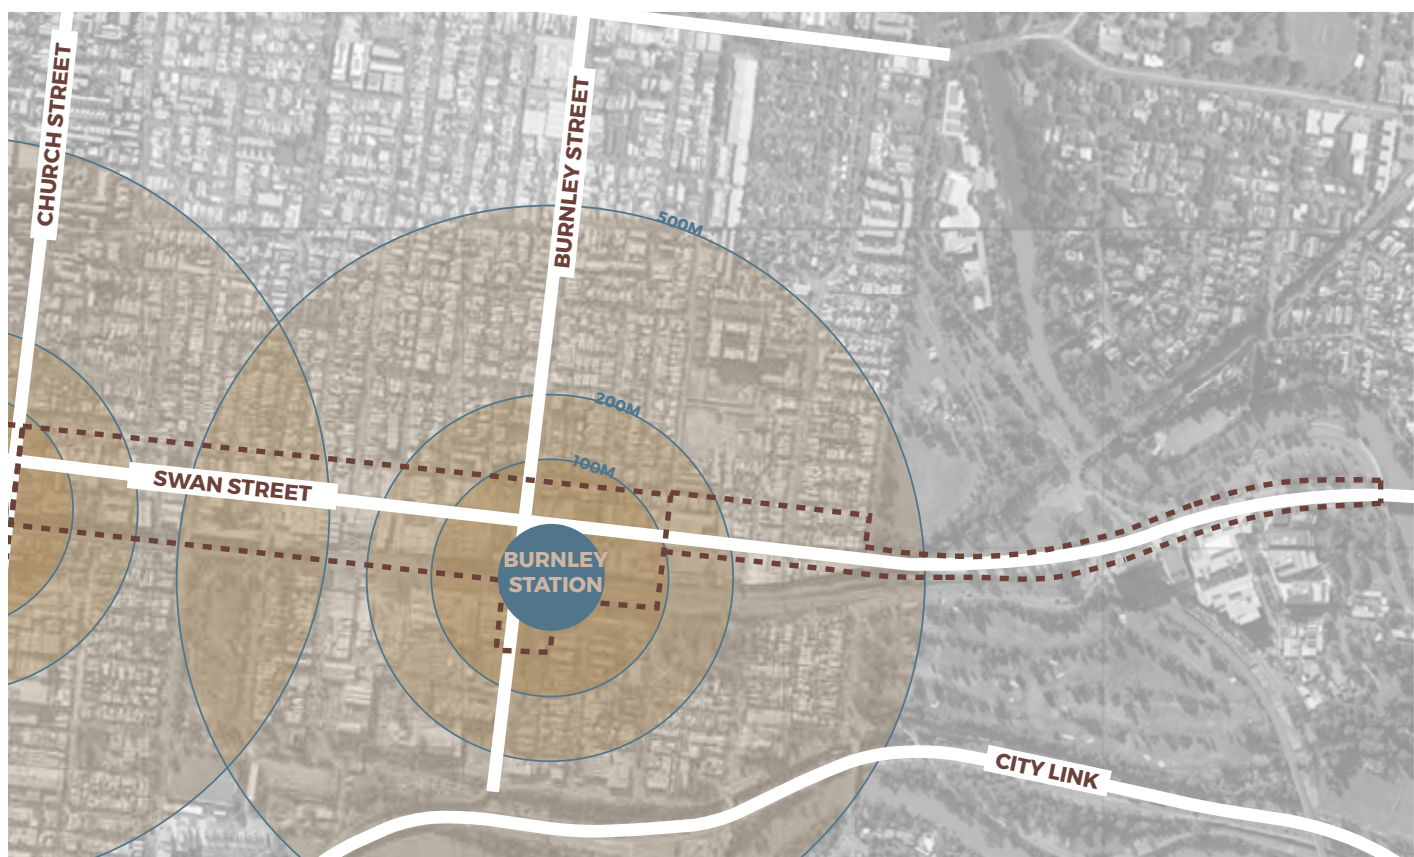 CHURCH STREET
BURNLEY STREET
500M
200M
100M
SWAN STREET
BURNLEY
STATION
CITY LINK